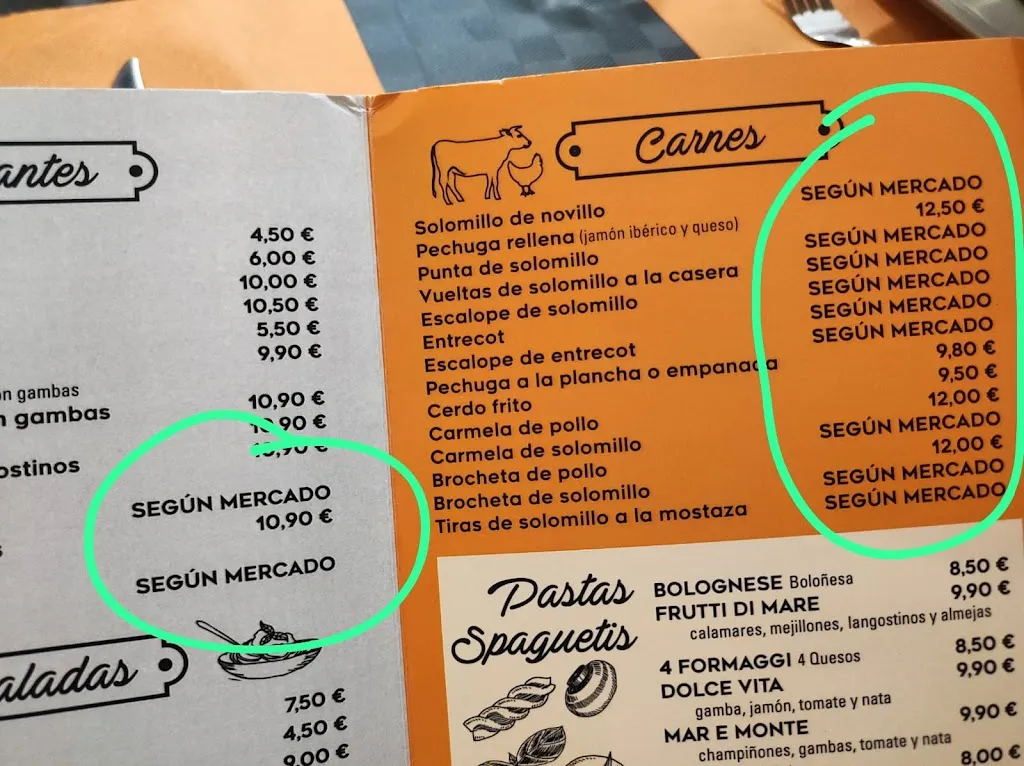 antes
4,50 €
6,00 €
10,00 €
10,50 €
5,50 €
9,90 €
on gambas
n gambas 10,90 €
10,90 €
ostinos
SEGÚN MERCADO
10,90 €
s
SEGÚN MERCADO
aladas
7,50 €
4,50 €
9,00 €
Carnes
Solomillo de novillo SEGÚN MERCADO
Pechuga rellena (jamón ibérico y queso) 12,50 €
Punta de solomillo SEGÚN MERCADO
Vueltas de solomillo a la casera SEGÚN MERCADO
Escalope de solomillo SEGÚN MERCADO
Entrecot SEGÚN MERCADO
Escalope de entrecot SEGÚN MERCADO
Pechuga a la plancha o empanada 9,80 €
Cerdo frito 9,50 €
Carmela de pollo 12,00 €
Carmela de solomillo SEGÚN MERCADO
Brocheta de pollo 12,00 €
Brocheta de solomillo SEGÚN MERCADO
Tiras de solomillo a la mostaza SEGÚN MERCADO
Pastas
Spaguetis
BOLOGNESE Boloñesa 8,50 €
FRUTTI DI MARE 9,90 €
calamares, mejillones, langostinos y almejas
4 FORMAGGI 4 Quesos 8,50 €
DOLCE VITA 9,90 €
gamba, jamón, tomate y nata
MAR E MONTE 9,90 €
champiñones, gambas, tomate y nata
8,00 €